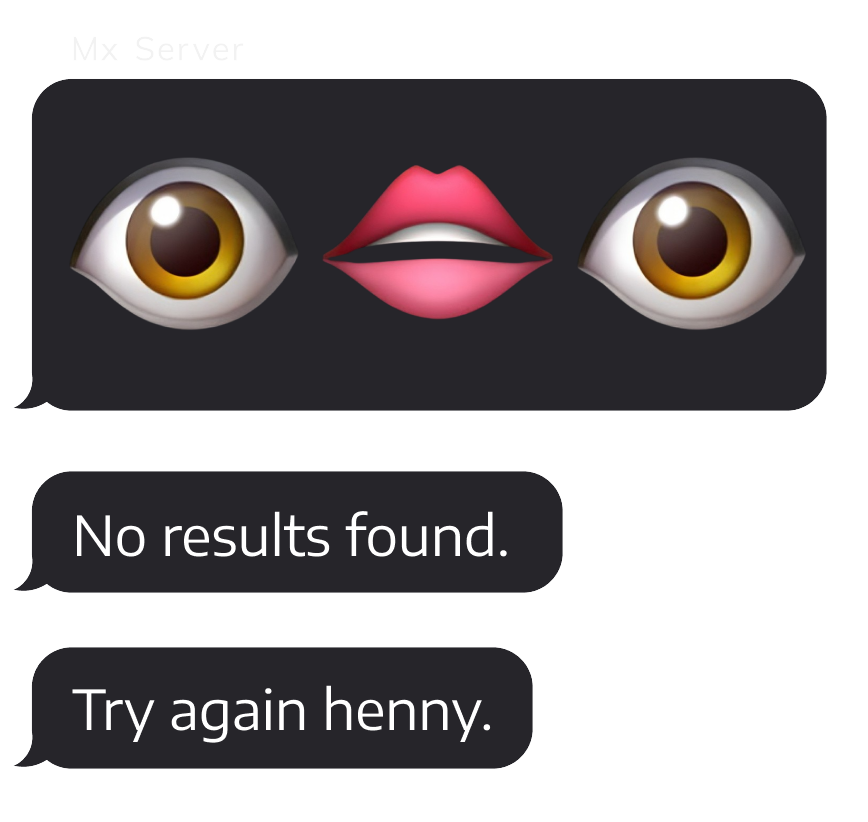 Mx Server
👁👄👁
No results found.
Try again henny.